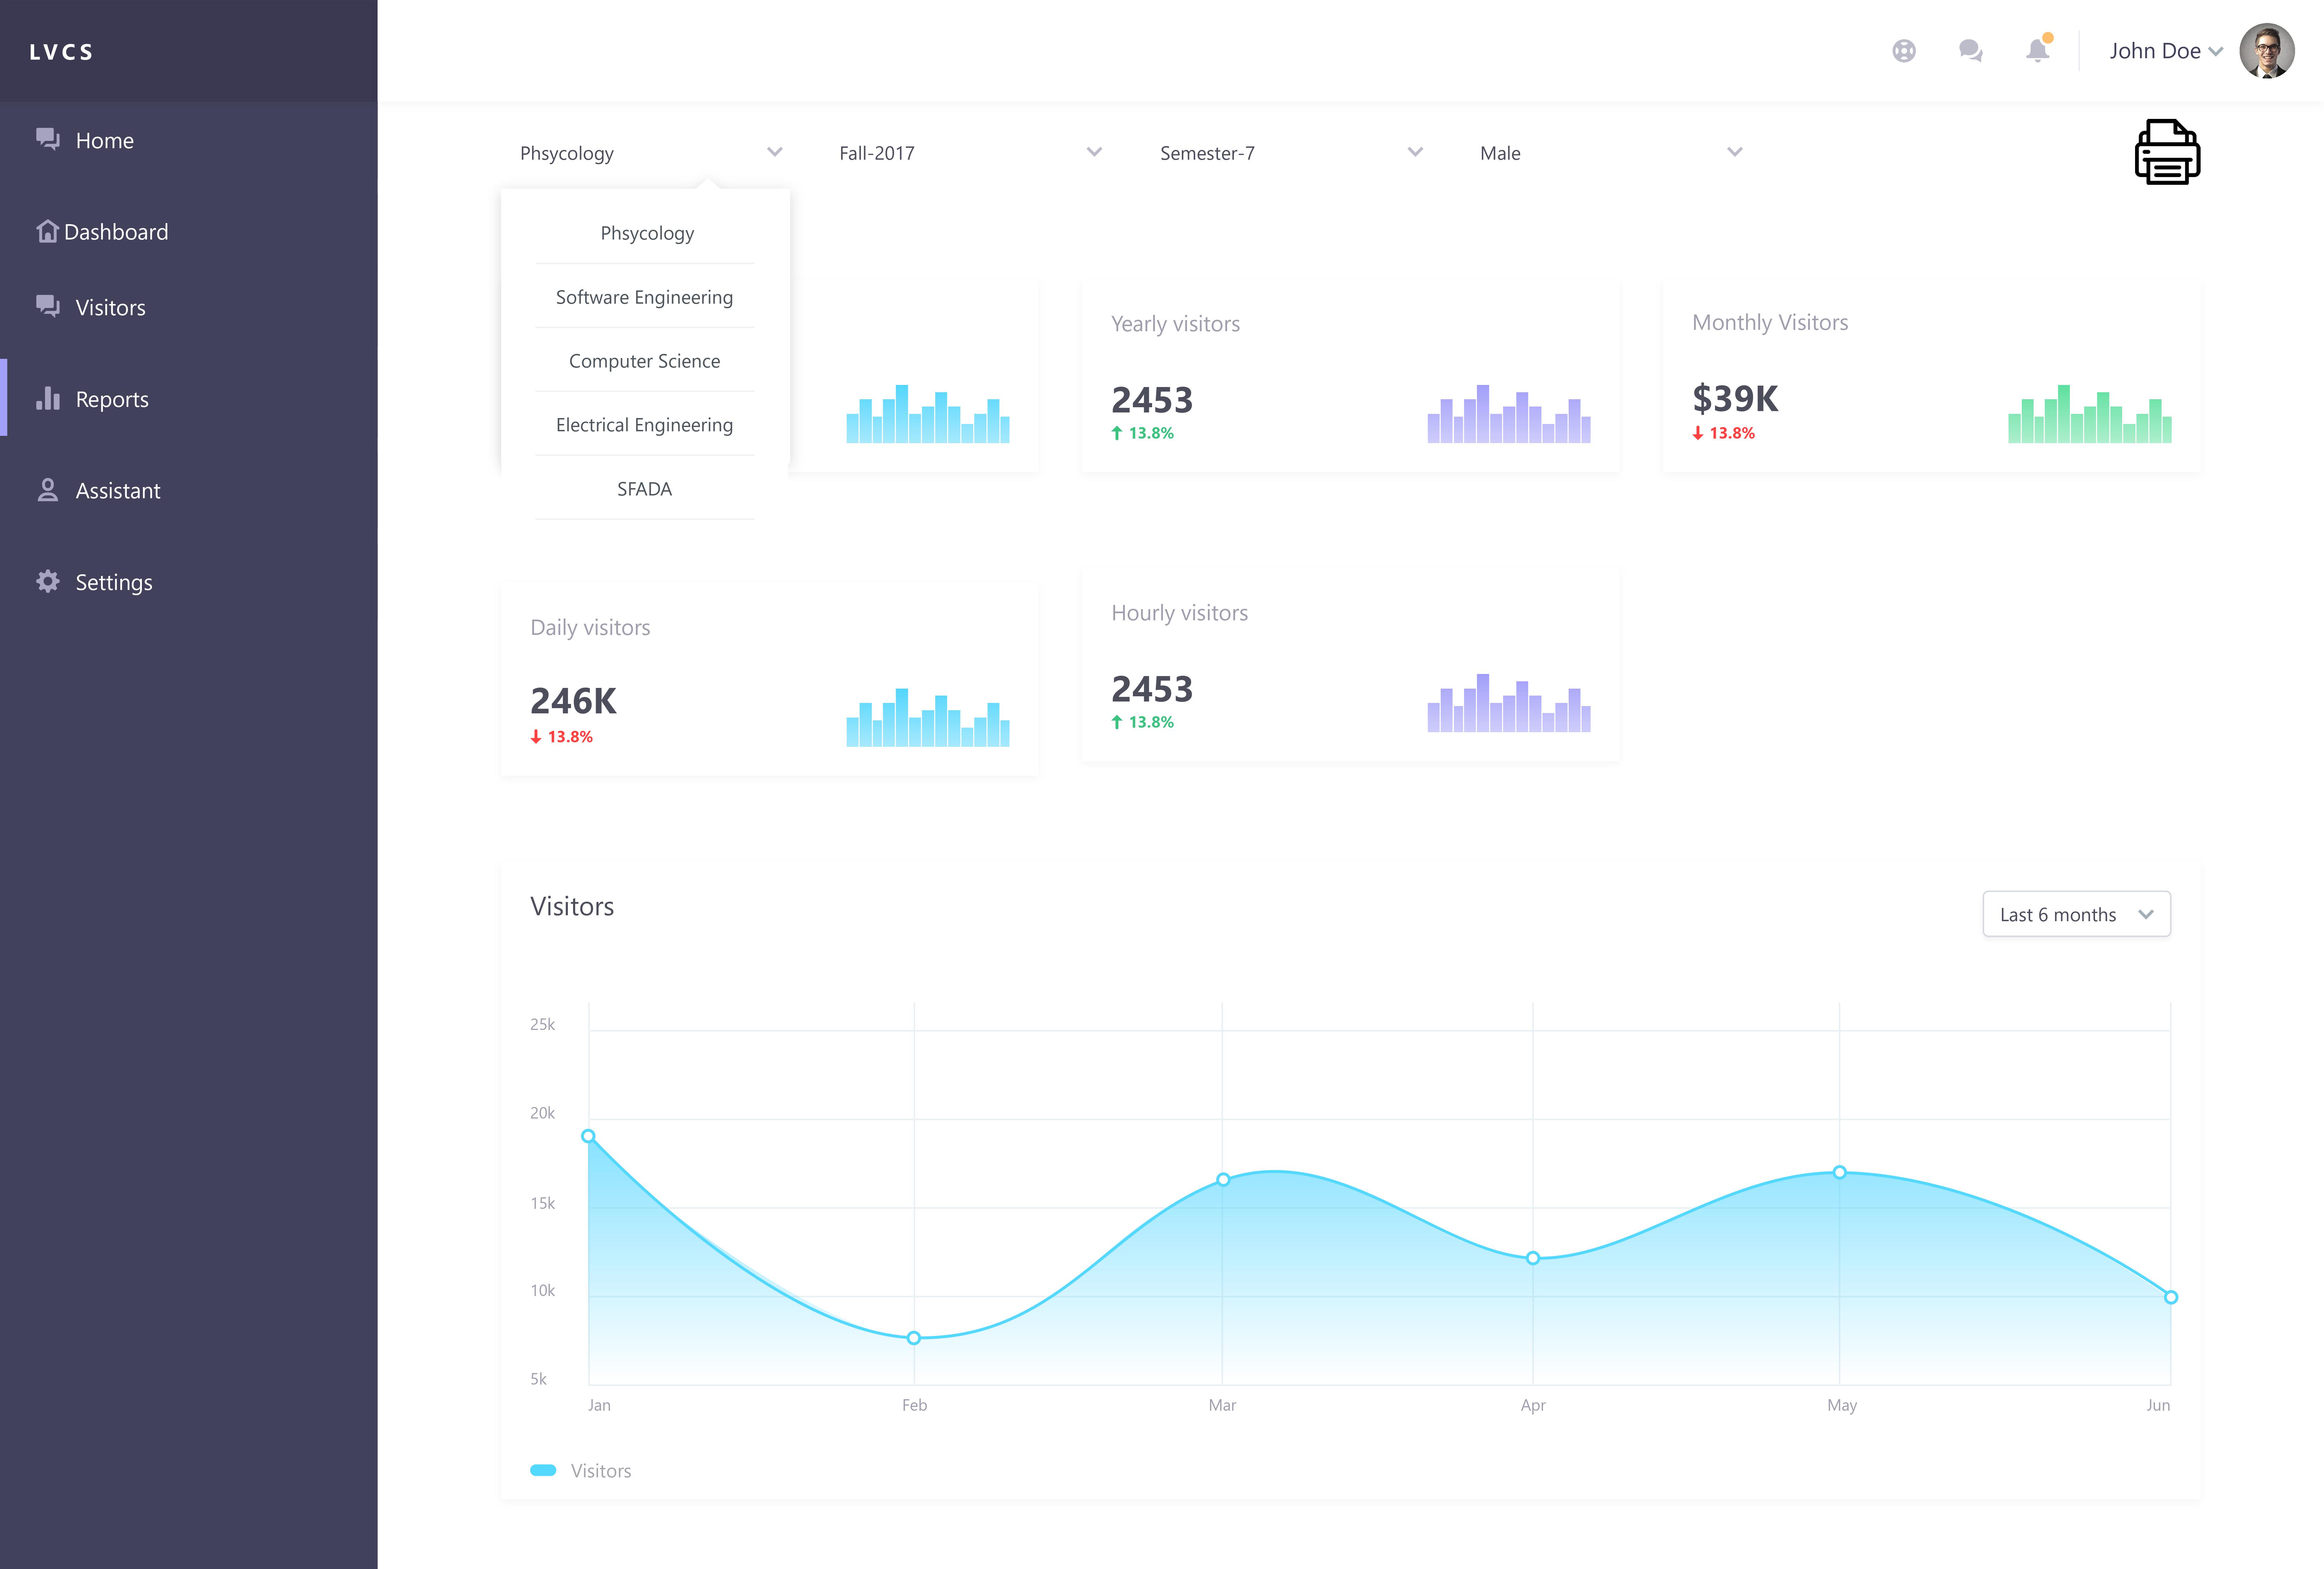 LVCS
John Doe
Home
Dashboard
Visitors
Reports
Assistant
Settings
Phsycology
Fall-2017
Semester-7
Male
Phsycology
Software Engineering
Computer Science
Electrical Engineering
SFADA
Yearly visitors
2453
13.8%
Monthly Visitors
$39K
13.8%
Daily visitors
246K
13.8%
Hourly visitors
2453
13.8%
Visitors
Last 6 months
25k
20k
15k
10k
5k
Jan Feb Mar Apr May Jun
Visitors